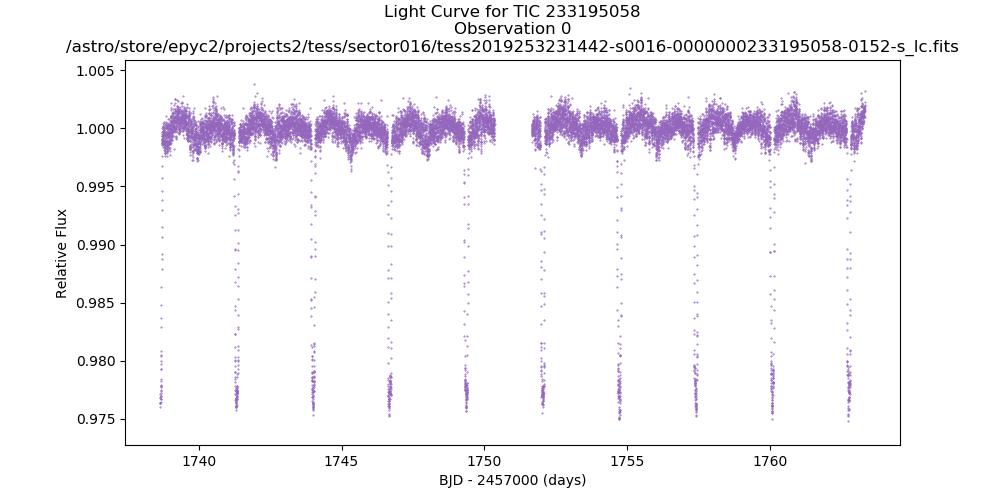 Light Curve for TIC 233195058
Observation 0
/astro/store/epyc2/projects2/tess/sector016/tess2019253231442-s0016-0000000233195058-0152-s_lc.fits
1.005
1.000
0.995
0.990
0.985
0.980
0.975
Relative Flux
1740
1745
1750
1755
1760
BJD - 2457000 (days)